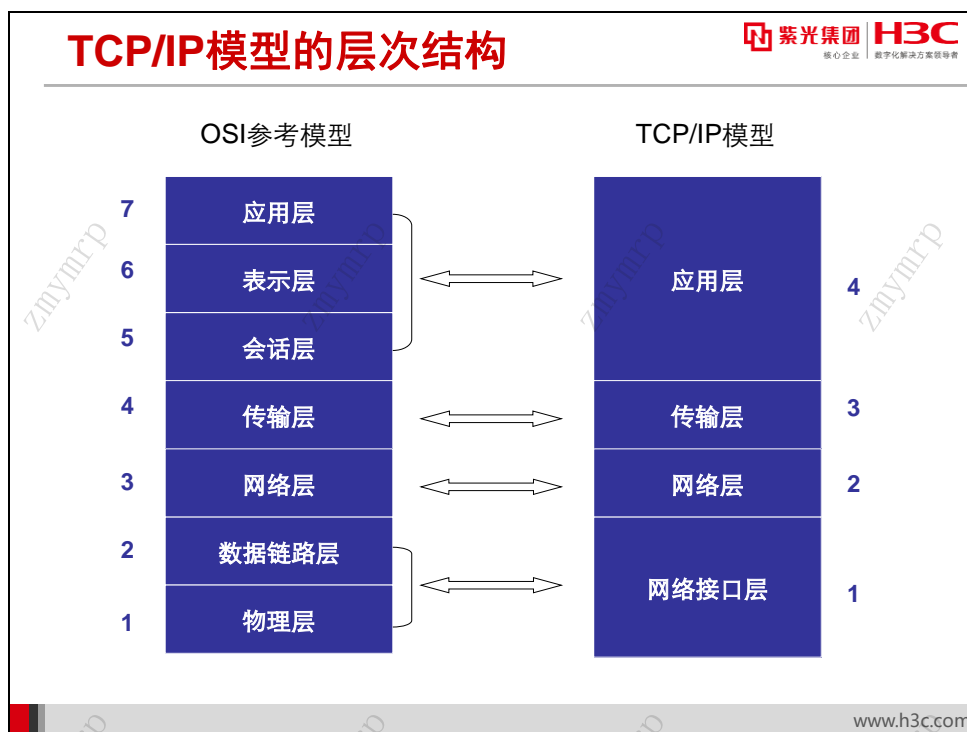 TCP/IP模型的层次结构
紫光集团 H3C
核心企业 数字化解决方案领导者
OSI参考模型 TCP/IP模型
7 应用层
6 表示层
5 会话层
应用层 4
4 传输层 传输层 3
3 网络层 网络层 2
2 数据链路层
1 物理层
网络接口层 1
zmymrp
zmymrp
zmymrp
zmymrp
www.h3c.com